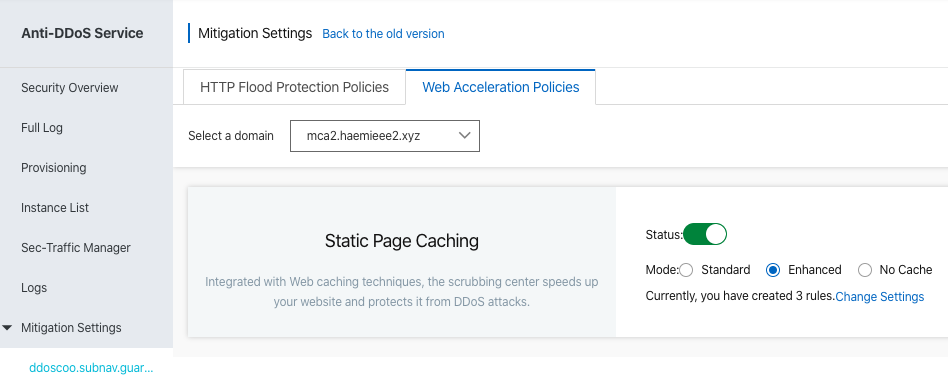 Anti-DDoS Service
Mitigation Settings Back to the old version
Security Overview
Full Log
Provisioning
Instance List
Sec-Traffic Manager
Logs
Mitigation Settings
ddoscoo.subnav.guar...
HTTP Flood Protection Policies Web Acceleration Policies
Select a domain mca2.haemieee2.xyz
Static Page Caching
Integrated with Web caching techniques, the scrubbing center speeds up
your website and protects it from DDoS attacks.
Status:
Mode: Standard Enhanced No Cache
Currently, you have created 3 rules.Change Settings